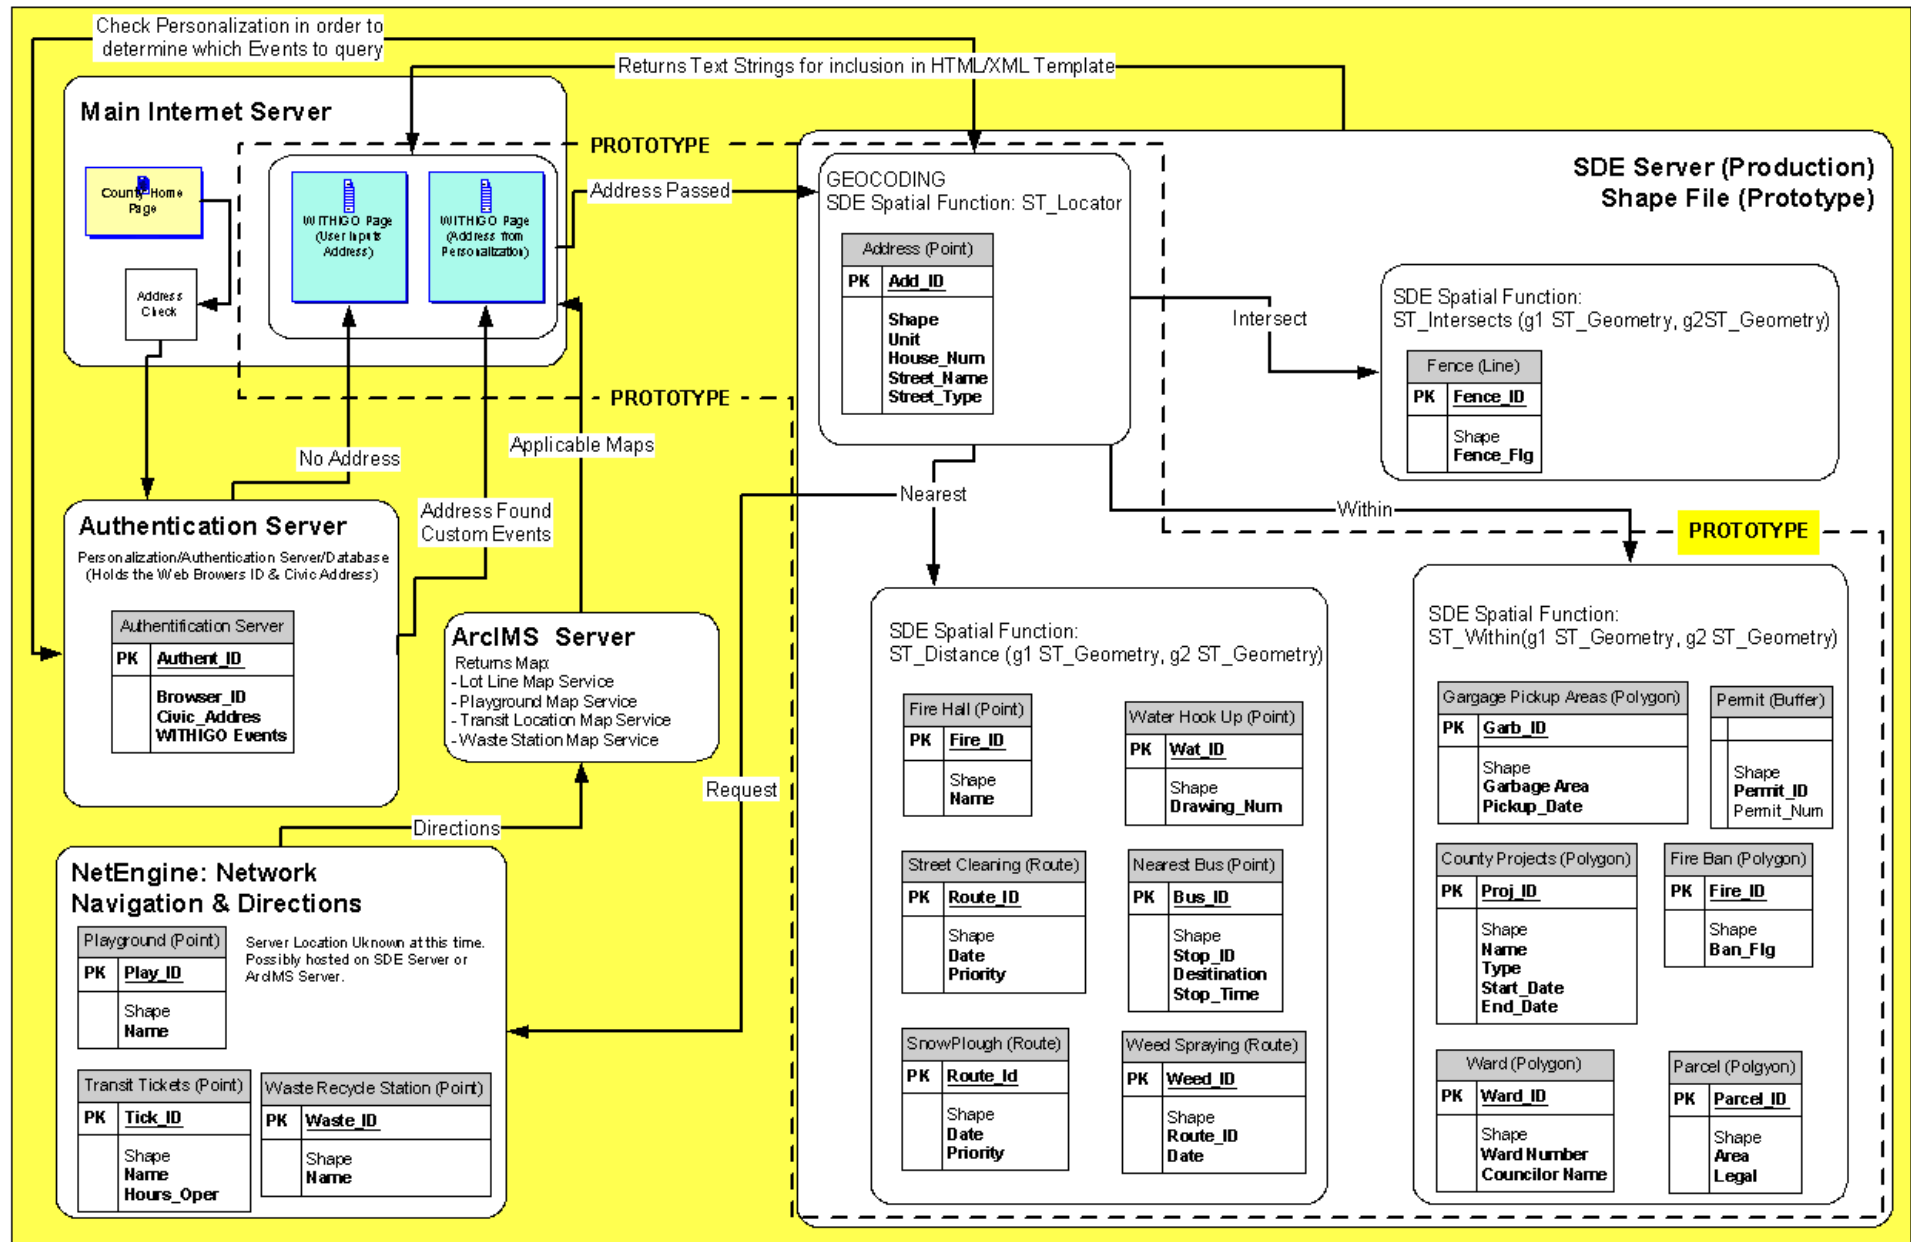 Check Personalization in order to
determine which Events to query
Returns Text Strings for inclusion in HTML/XML Template
Main Internet Server
PROTOTYPE
County Home
Page
WITHIGO Page
(User Inputs
Address)
WITHIGO Page
(Address from
Personalization)
Address
Check
Address Passed
SDE Server (Production)
Shape File (Prototype)
GEOCODING
SDE Spatial Function: ST_Locator
Address (Point)
PK Add_ID
Shape
Unit
House_Num
Street_Name
Street_Type
Intersect
SDE Spatial Function:
ST_Intersects (g1 ST_Geometry, g2ST_Geometry)
Fence (Line)
PK Fence_ID
Shape
Fence_Flg
PROTOTYPE
No Address
Applicable Maps
Address Found
Custom Events
Nearest
Within
PROTOTYPE
Authentication Server
Personalization/Authentication Server/Database
(Holds the Web Browers ID & Civic Address)
Authentification Server
PK Authent_ID
Browser_ID
Civic_Addres
WITHIGO Events
ArcIMS Server
Returns Map:
- Lot Line Map Service
- Playground Map Service
- Transit Location Map Service
- Waste Station Map Service
Request
Directions
NetEngine: Network
Navigation & Directions
Server Location Uknown at this time.
Possibly hosted on SDE Server or
ArcIMS Server.
Playground (Point)
PK Play_ID
Shape
Name
Transit Tickets (Point)
PK Tick_ID
Shape
Name
Hours_Oper
Waste Recycle Station (Point)
PK Waste_ID
Shape
Name
SDE Spatial Function:
ST_Distance (g1 ST_Geometry, g2 ST_Geometry)
Fire Hall (Point)
PK Fire_ID
Shape
Name
Water Hook Up (Point)
PK Wat_ID
Shape
Drawing_Num
Street Cleaning (Route)
PK Route_ID
Shape
Date
Priority
Nearest Bus (Point)
PK Bus_ID
Shape
Stop_ID
Desitination
Stop_Time
SnowPlough (Route)
PK Route_Id
Shape
Date
Priority
Weed Spraying (Route)
PK Weed_ID
Shape
Route_ID
Date
SDE Spatial Function:
ST_Within(g1 ST_Geometry, g2 ST_Geometry)
Gargage Pickup Areas (Polygon)
PK Garb_ID
Shape
Garbage Area
Pickup_Date
Permit (Buffer)
Shape
Permit_ID
Permit_Num
County Projects (Polygon)
PK Proj_ID
Shape
Name
Type
Start_Date
End_Date
Fire Ban (Polygon)
PK Fire_ID
Shape
Ban_Flg
Ward (Polygon)
PK Ward_ID
Shape
Ward Number
Councilor Name
Parcel (Polgyon)
PK Parcel_ID
Shape
Area
Legal